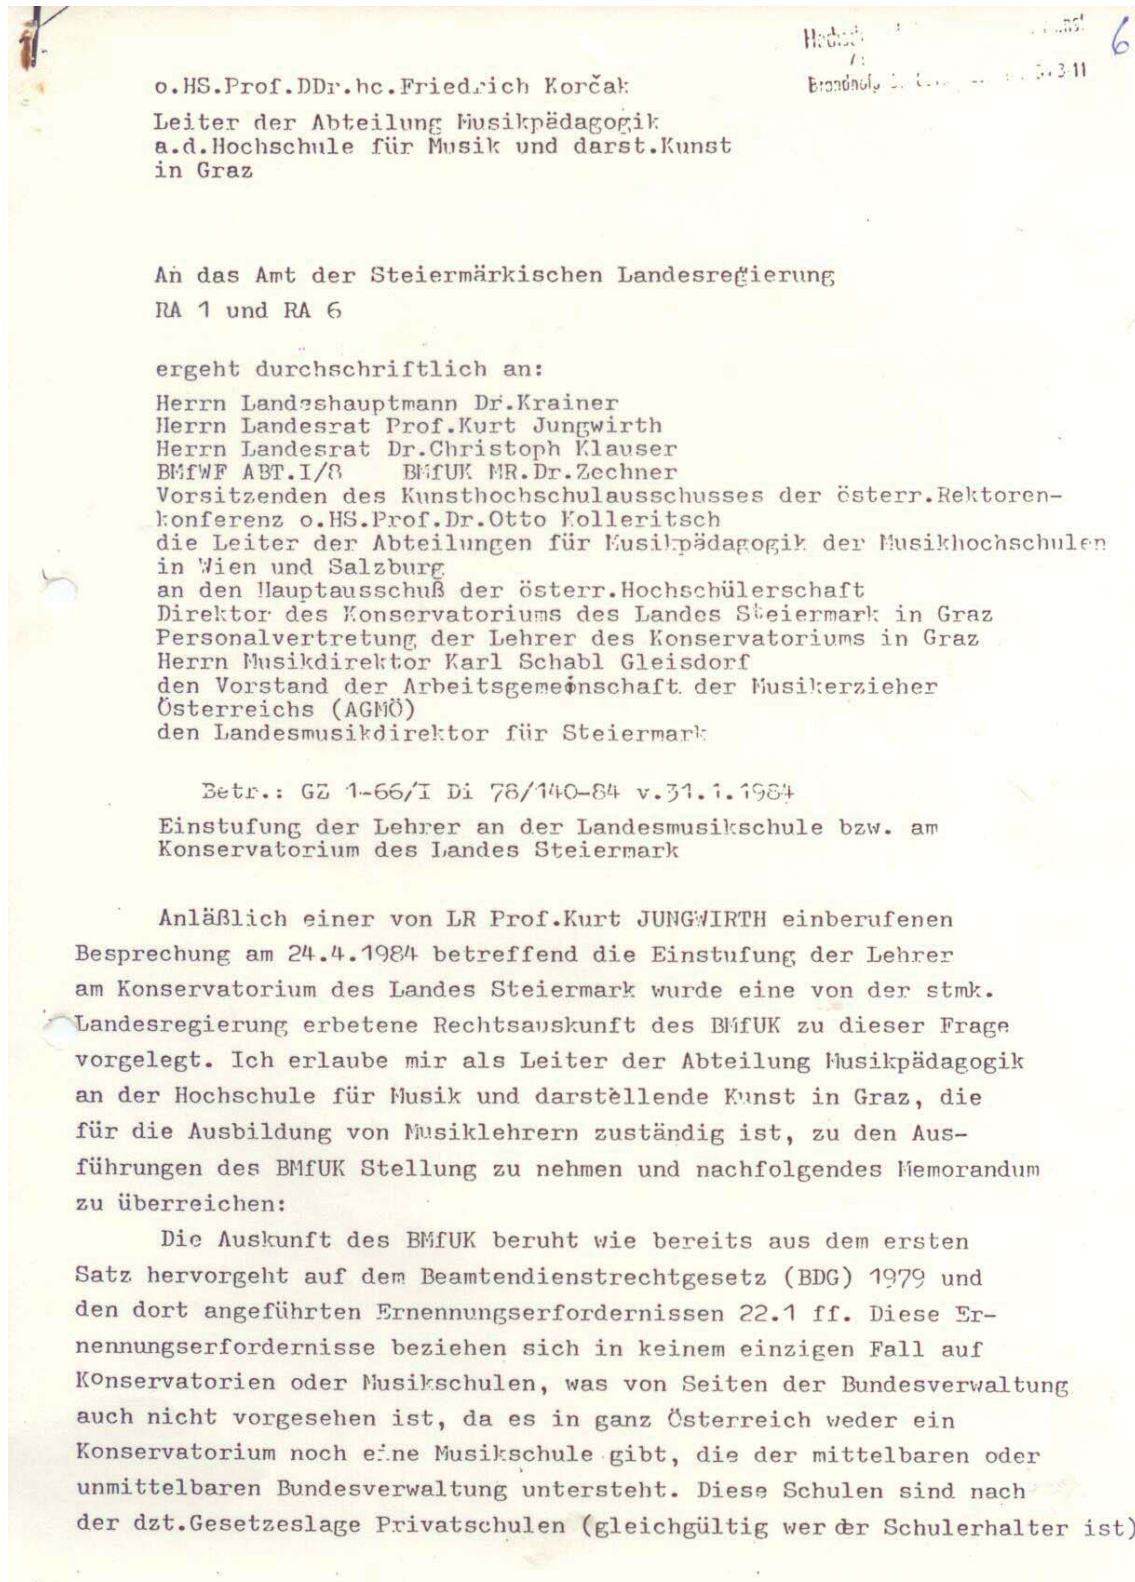 6
o.HS.Prof.DDr.hc.Friedrich Korčak
Leiter der Abteilung Musikpädagogik
a.d.Hochschule für Musik und darst.Kunst
in Graz
An das Amt der Steiermärkischen Landesregierung
RA 1 und RA 6
ergeht durchschriftlich an:
Herrn Landeshauptmann Dr.Krainer
Herrn Landesrat Prof.Kurt Jungwirth
Herrn Landesrat Dr.Christoph Klauser
BMfWF ABT.I/8 BMfUK MR.Dr.Zechner
Vorsitzenden des Kunsthochschulausschusses der österr.Rektoren-
konferenz o.HS.Prof.Dr.Otto Kolleritsch
die Leiter der Abteilungen für Musikpädagogik der Musikhochschulen
in Wien und Salzburg
an den Hauptausschuß der österr.Hochschülerschaft
Direktor des Konservatoriums des Landes Steiermark in Graz
Personalvertretung der Lehrer des Konservatoriums in Graz
Herrn Musikdirektor Karl Schabl Gleisdorf
den Vorstand der Arbeitsgemeinschaft der Musikerzieher
Österreichs (AGMÖ)
den Landesmusikdirektor für Steiermark
Betr.: GZ 1-66/I Di 78/140-84 v.31.1.1984
Einstufung der Lehrer an der Landesmusikschule bzw. am
Konservatorium des Landes Steiermark
Anläßlich einer von LR Prof.Kurt JUNGWIRTH einberufenen
Besprechung am 24.4.1984 betreffend die Einstufung der Lehrer
am Konservatorium des Landes Steiermark wurde eine von der stmk.
Landesregierung erbetene Rechtsauskunft des BMfUK zu dieser Frage
vorgelegt. Ich erlaube mir als Leiter der Abteilung Musikpädagogik
an der Hochschule für Musik und darstellende Kunst in Graz, die
für die Ausbildung von Musiklehrern zuständig ist, zu den Aus-
führungen des BMfUK Stellung zu nehmen und nachfolgendes Memorandum
zu überreichen:
Die Auskunft des BMfUK beruht wie bereits aus dem ersten
Satz hervorgeht auf dem Beamtendienstrechtgesetz (BDG) 1979 und
den dort angeführten Ernennungserfordernissen 22.1 ff. Diese Er-
nennungserfordernisse beziehen sich in keinem einzigen Fall auf
Konservatorien oder Musikschulen, was von Seiten der Bundesverwaltung
auch nicht vorgesehen ist, da es in ganz Österreich weder ein
Konservatorium noch eine Musikschule gibt, die der mittelbaren oder
unmittelbaren Bundesverwaltung untersteht. Diese Schulen sind nach
der dzt.Gesetzeslage Privatschulen (gleichgültig wer der Schulerhalter ist)